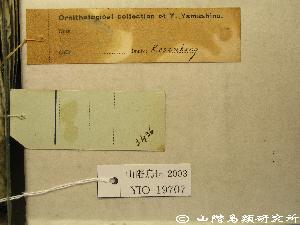 Ornithological Collection of Y. Yamashina.
Rosenberg
山階鳥研 2003
YIO-19707
© 山階鳥類研究所